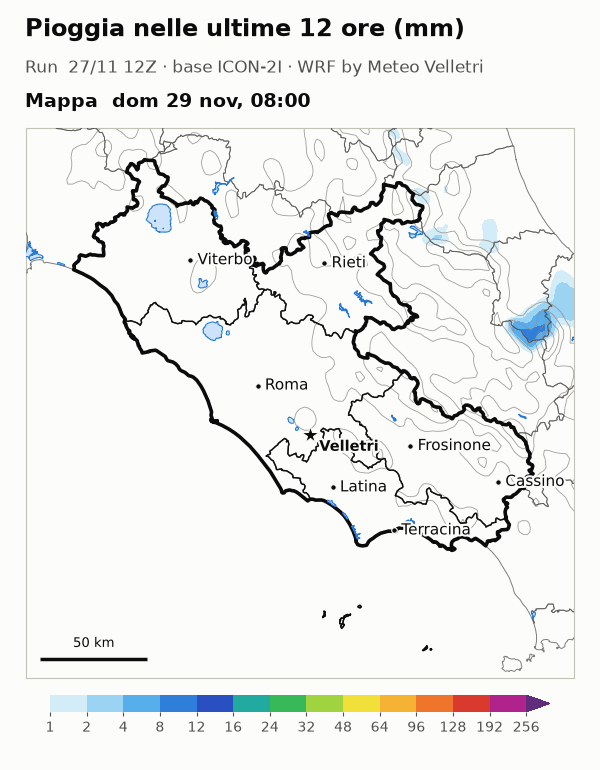 Pioggia nelle ultime 12 ore (mm)
Run  27/11 12Z · base ICON-2I · WRF by Meteo Velletri
Mappa  dom 29 nov, 08:00
Viterbo
Rieti
Roma
Velletri
Frosinone
Latina
Cassino
Terracina
50 km
1 2 4 8 12 16 24 32 48 64 96 128 192 256